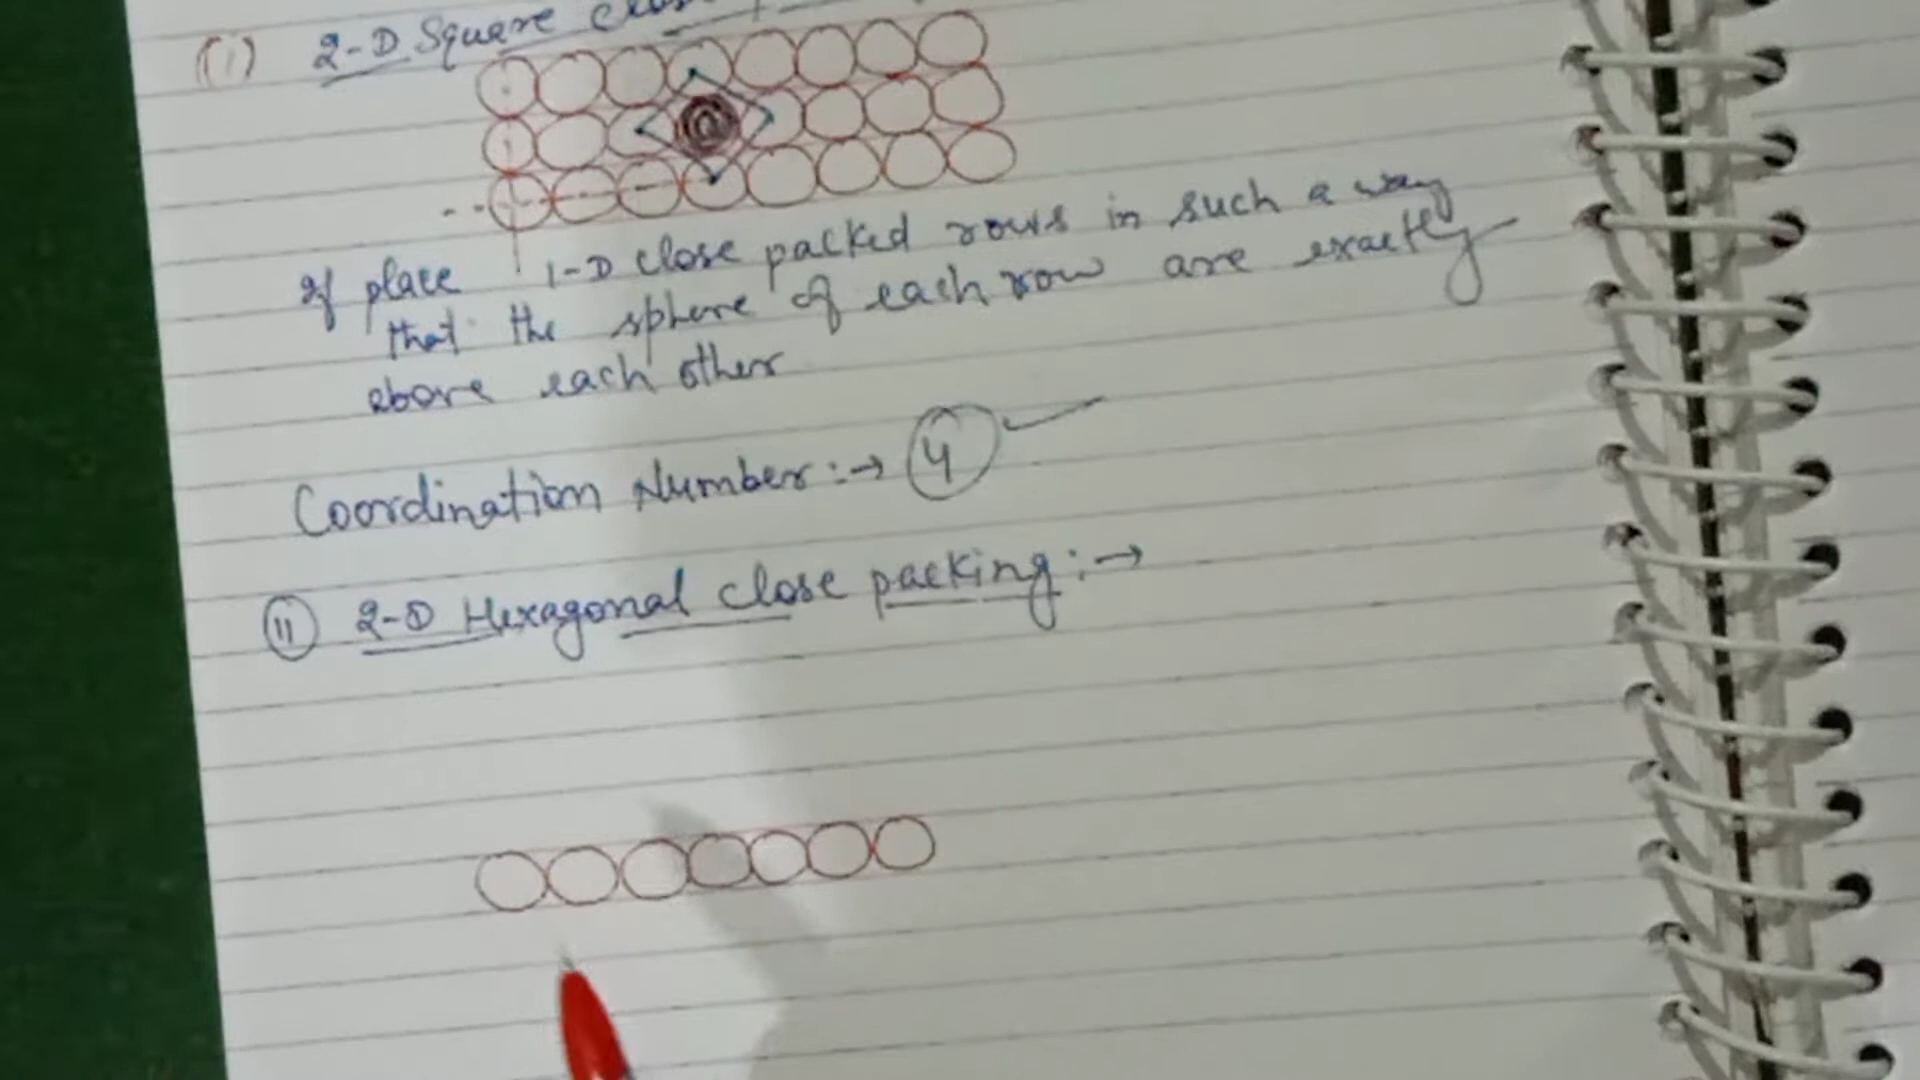 (i) 2-D Square
If place 1-D close packed rows in such a way
that the sphere of each row are exactly
above each other
Coordination Number :→ 4
(ii) 2-D Hexagonal close packing :→